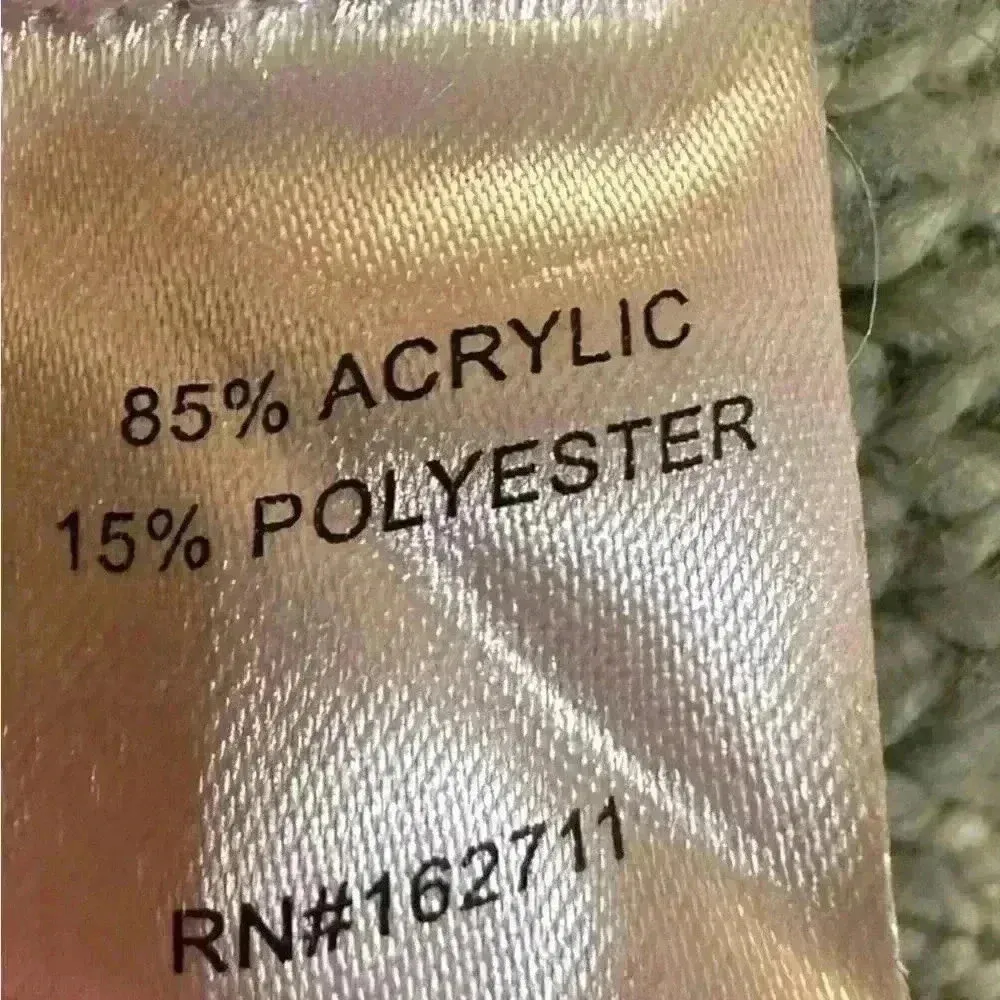 85% ACRYLIC
15% POLYESTER
RN#162711